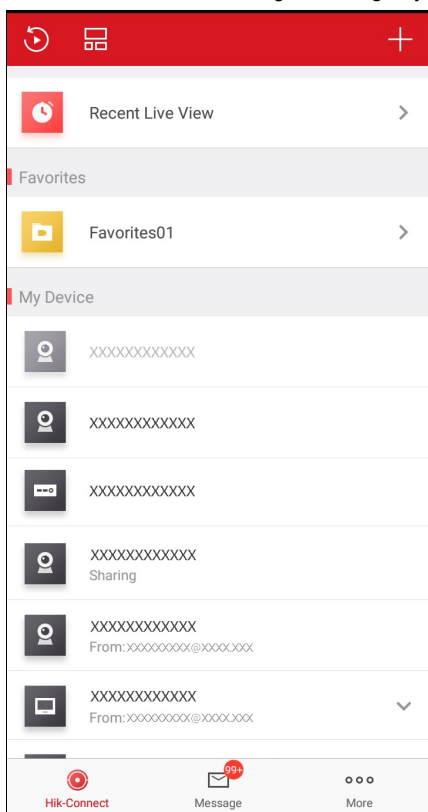 Recent Live View
Favorites
Favorites01
My Device
XXXXXXXXXXXX
XXXXXXXXXXXX
XXXXXXXXXXXX
XXXXXXXXXXXX
Sharing
XXXXXXXXXXXX
From:XXXXXXXXX@XXXX.XXX
XXXXXXXXXXXX
From:XXXXXXXXX@XXXX.XXX
99+
Hik-Connect Message More